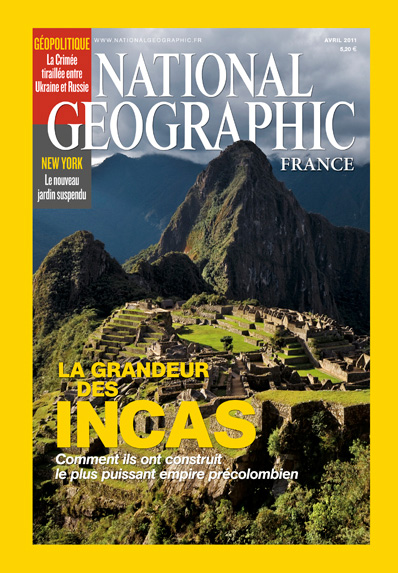 GÉOPOLITIQUE
La Crimée
tiraillée entre
Ukraine et Russie
NEW YORK
Le nouveau
jardin suspendu
WWW.NATIONALGEOGRAPHIC.FR
AVRIL 2011
5,20 €
NATIONAL
GEOGRAPHIC
FRANCE
LA GRANDEUR
DES
INCAS
Comment ils ont construit
le plus puissant empire précolombien